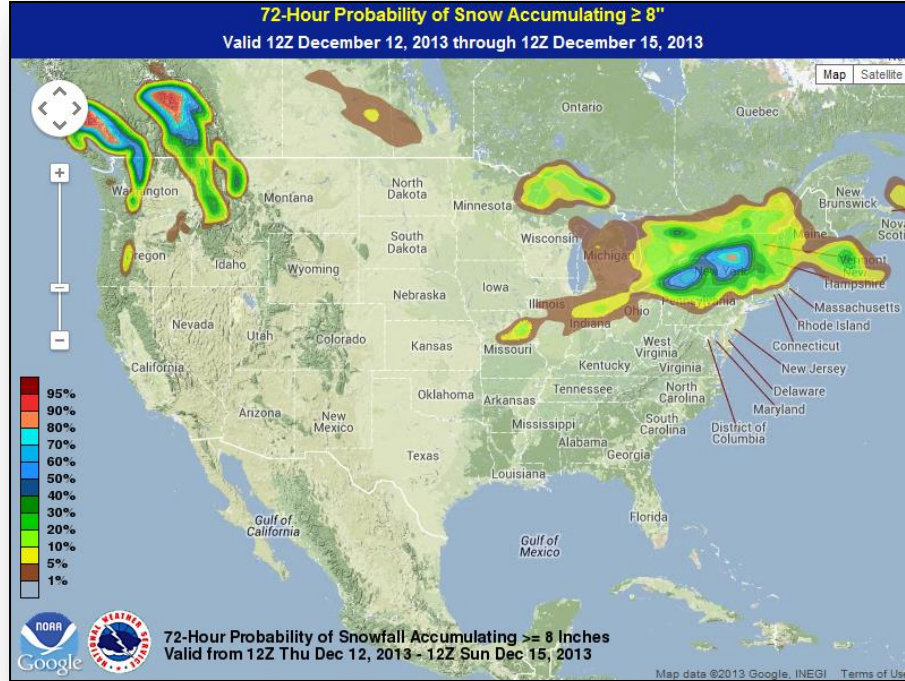 72-Hour Probability of Snow Accumulating ≥ 8"
Valid 12Z December 12, 2013 through 12Z December 15, 2013
Map
Satellite
Ontario
Quebec
Washington
Montana
North
Dakota
Minnesota
New
Brunswick
Nova
Scotia
Maine
Oregon
Idaho
Wyoming
South
Dakota
Wisconsin
Michigan
New York
Vermont
New
Hampshire
Massachusetts
Rhode Island
Connecticut
New Jersey
Delaware
Maryland
District of
Columbia
Nebraska
Iowa
Illinois
Indiana
Ohio
Pennsylvania
Nevada
Utah
Colorado
Kansas
Missouri
West
Virginia
Virginia
Kentucky
California
Arizona
New
Mexico
Oklahoma
Arkansas
Tennessee
North
Carolina
South
Carolina
Mississippi
Alabama
Georgia
Texas
Louisiana
Florida
Gulf of
California
Gulf of
Mexico
95%
90%
80%
70%
60%
50%
40%
30%
20%
10%
5%
1%
NOAA
Google
NATIONAL WEATHER SERVICE
72-Hour Probability of Snowfall Accumulating >= 8 Inches
Valid from 12Z Thu Dec 12, 2013 - 12Z Sun Dec 15, 2013
Map data ©2013 Google, INEGI
Terms of Use